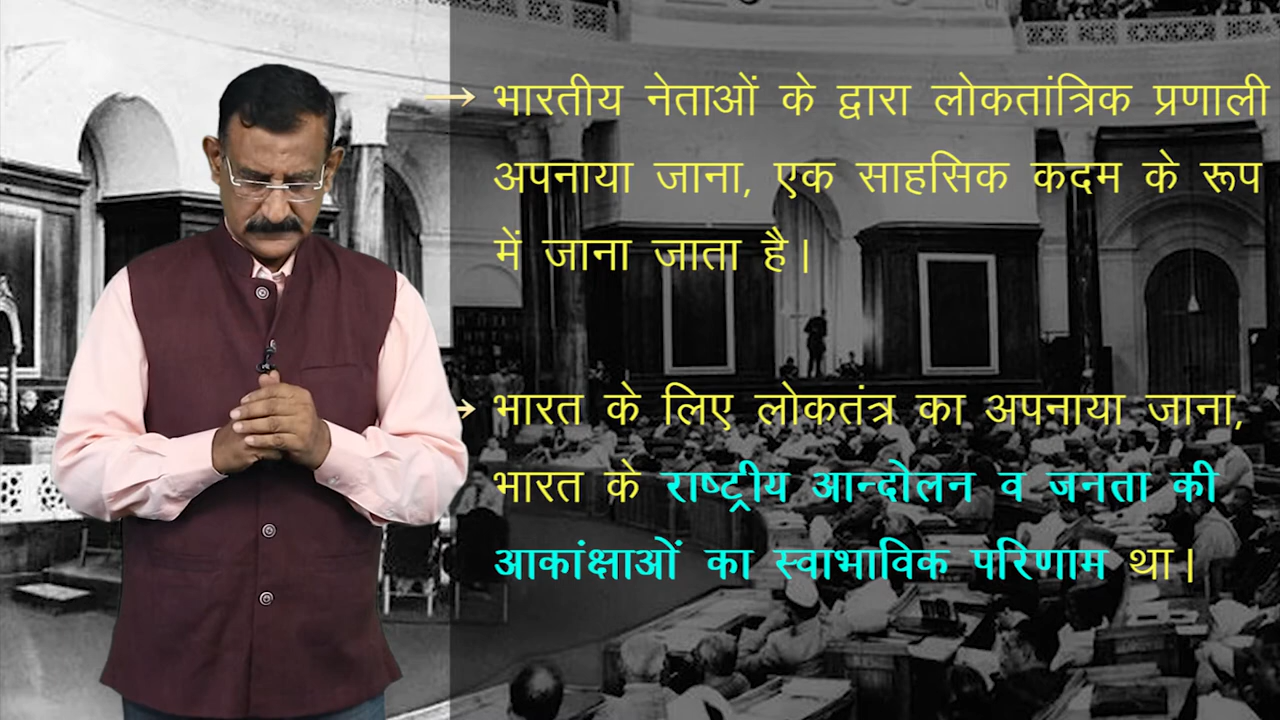 → भारतीय नेताओं के द्वारा लोकतांत्रिक प्रणाली
अपनाया जाना, एक साहसिक कदम के रूप
में जाना जाता है।
→ भारत के लिए लोकतंत्र का अपनाया जाना,
भारत के राष्ट्रीय आन्दोलन व जनता की
आकांक्षाओं का स्वाभाविक परिणाम था।